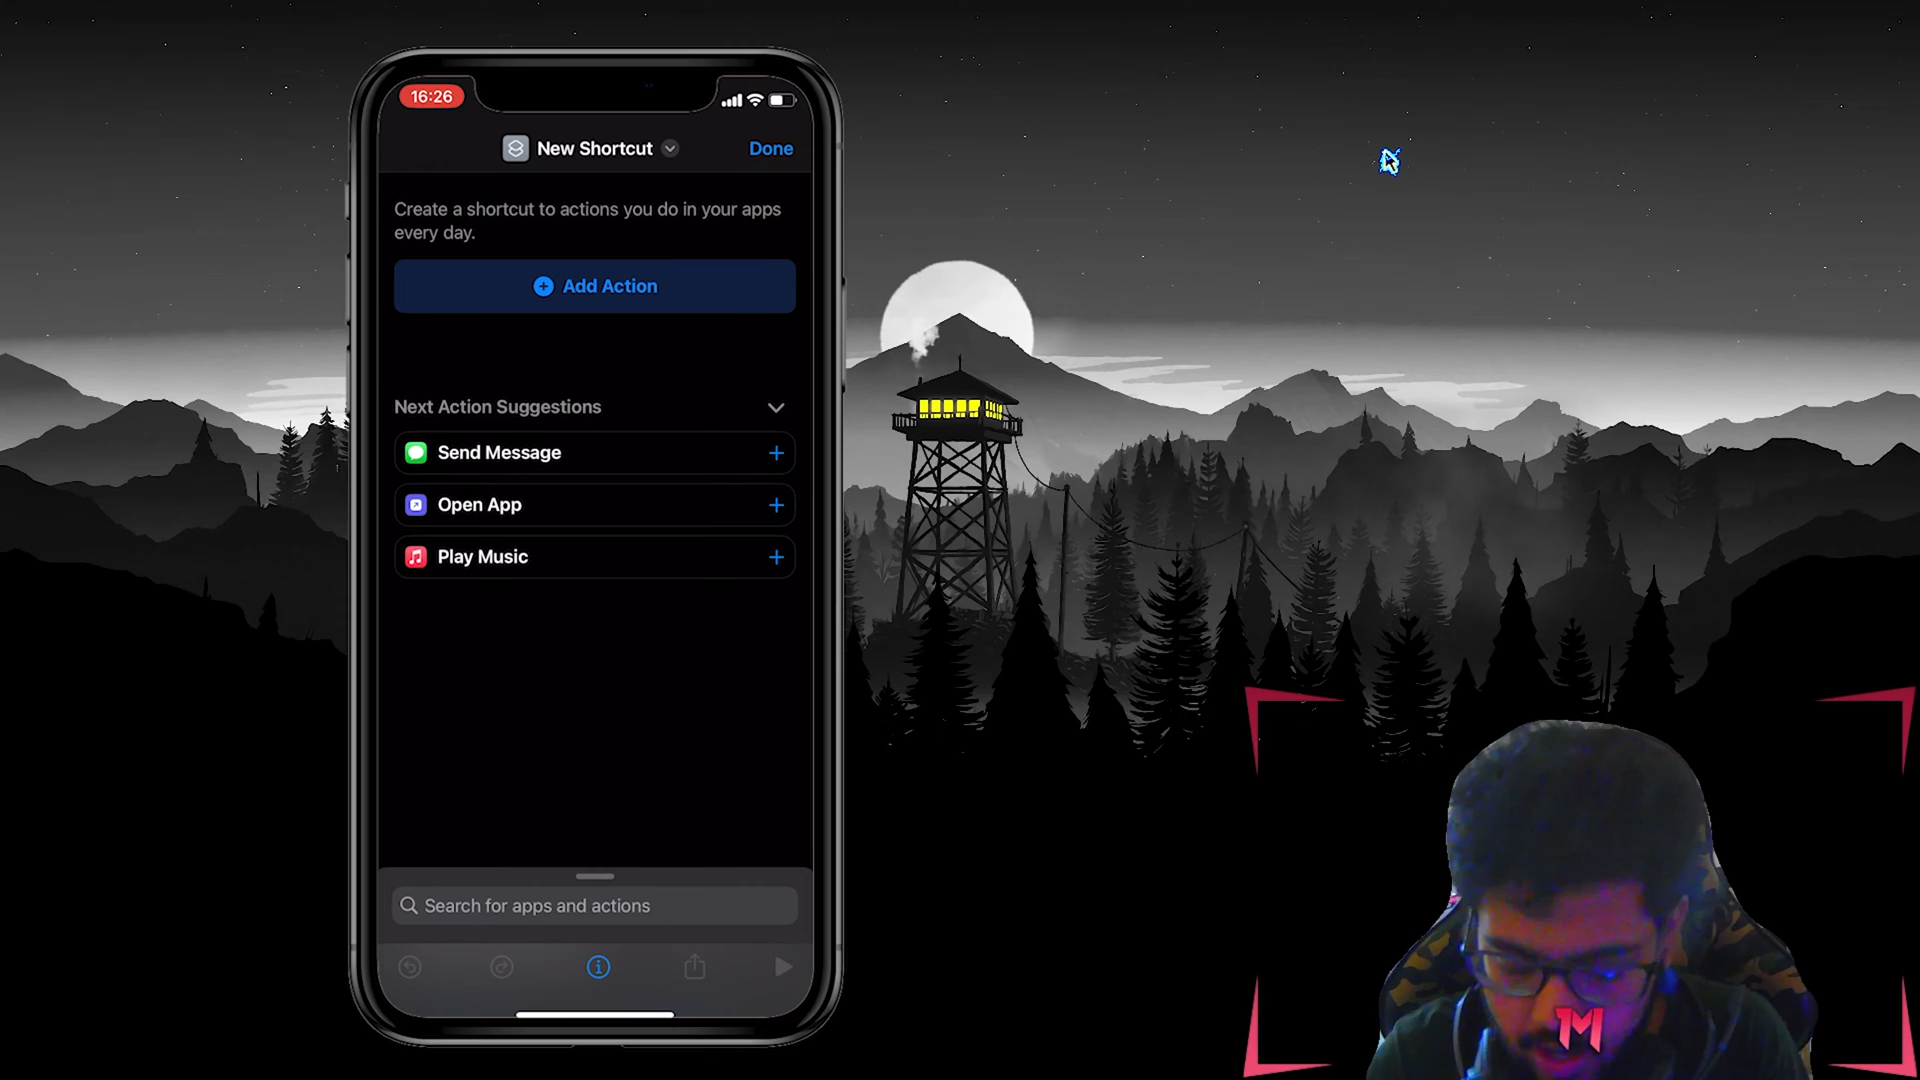 16:26
New Shortcut
Done
Create a shortcut to actions you do in your apps
every day.
Add Action
Next Action Suggestions
Send Message
Open App
Play Music
Search for apps and actions